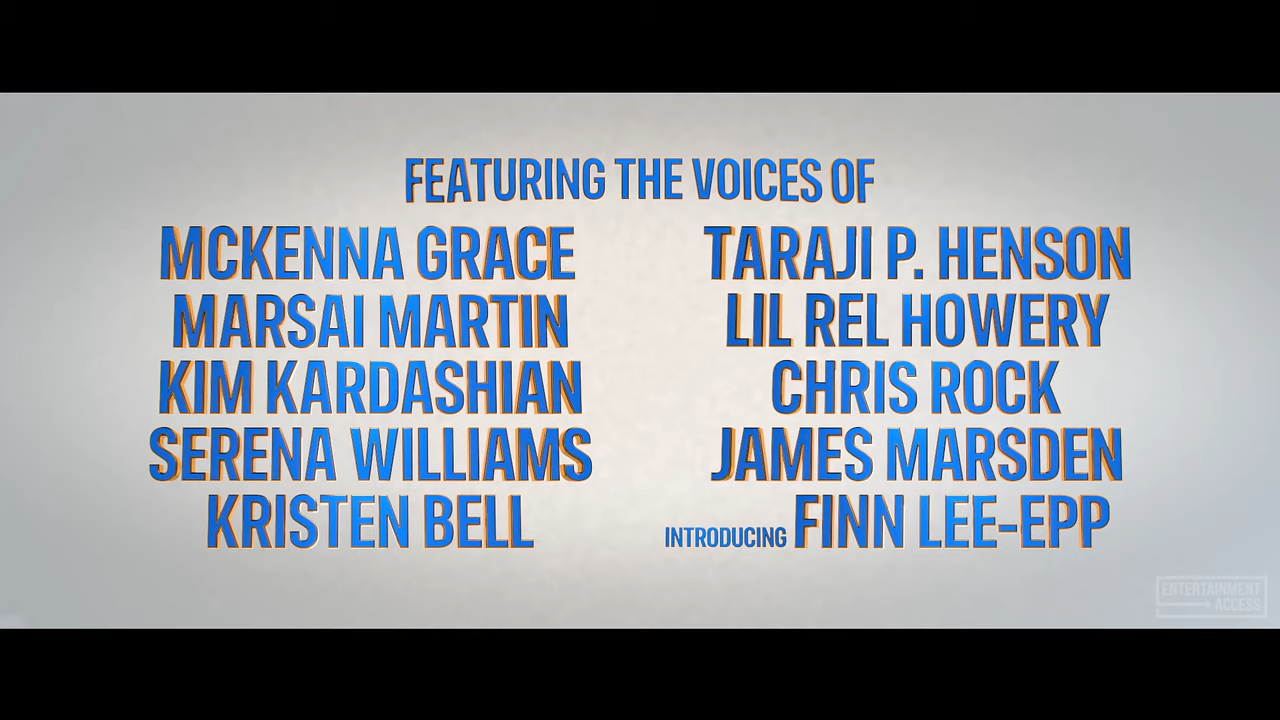 FEATURING THE VOICES OF
MCKENNA GRACE
MARSAI MARTIN
KIM KARDASHIAN
SERENA WILLIAMS
KRISTEN BELL
TARAJI P. HENSON
LIL REL HOWERY
CHRIS ROCK
JAMES MARSDEN
INTRODUCING FINN LEE-EPP
ENTERTAINMENT
ACCESS